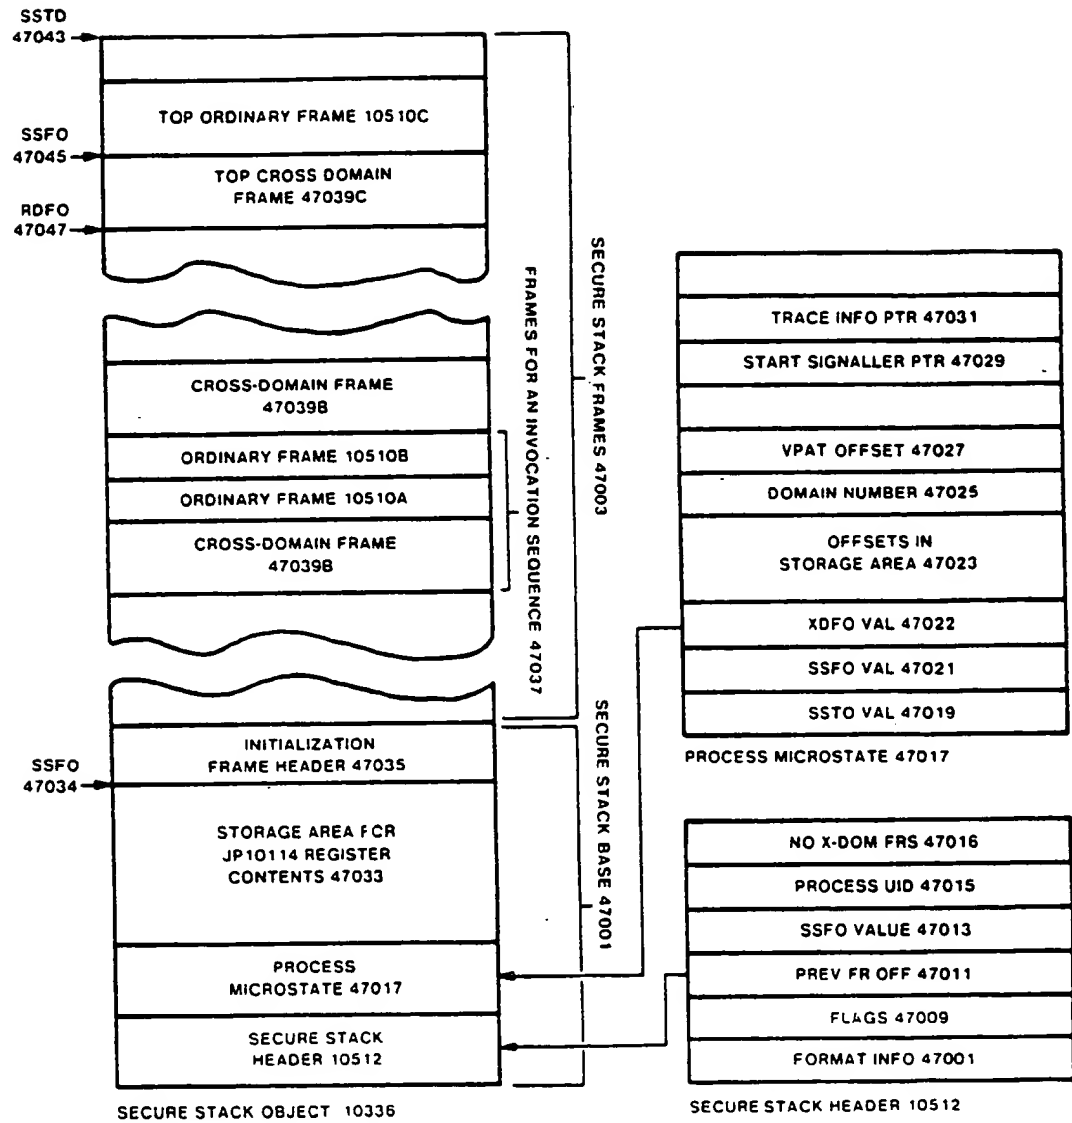 SSTD
47043
TOP ORDINARY FRAME 10510C
SSFO
47045
TOP CROSS DOMAIN
FRAME 47039C
RDFO
47047
CROSS-DOMAIN FRAME
47039B
ORDINARY FRAME 10510B
ORDINARY FRAME 10510A
CROSS-DOMAIN FRAME
47039B
FRAMES FOR AN INVOCATION SEQUENCE 47037
SECURE STACK FRAMES 47003
INITIALIZATION
FRAME HEADER 47035
SSFO
47034
STORAGE AREA FCR
JP10114 REGISTER
CONTENTS 47033
PROCESS
MICROSTATE 47017
SECURE STACK
HEADER 10512
SECURE STACK BASE 47001
SECURE STACK OBJECT 10336
TRACE INFO PTR 47031
START SIGNALLER PTR 47029
VPAT OFFSET 47027
DOMAIN NUMBER 47025
OFFSETS IN
STORAGE AREA 47023
XDFO VAL 47022
SSFO VAL 47021
SSTO VAL 47019
PROCESS MICROSTATE 47017
NO X-DOM FRS 47016
PROCESS UID 47015
SSFO VALUE 47013
PREV FR OFF 47011
FLAGS 47009
FORMAT INFO 47001
SECURE STACK HEADER 10512